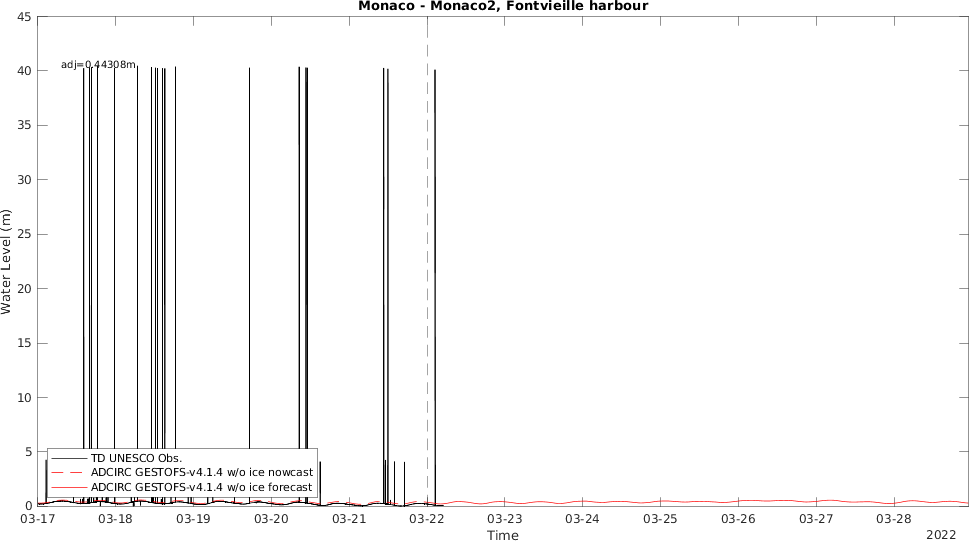 Monaco - Monaco2, Fontvieille harbour
adj=0.44308m
45
40
35
30
25
20
15
10
5
0
Water Level (m)
TD UNESCO Obs.
ADCIRC GESTOFS-v4.1.4 w/o ice nowcast
ADCIRC GESTOFS-v4.1.4 w/o ice forecast
03-17 03-18 03-19 03-20 03-21 03-22 03-23 03-24 03-25 03-26 03-27 03-28
Time
2022